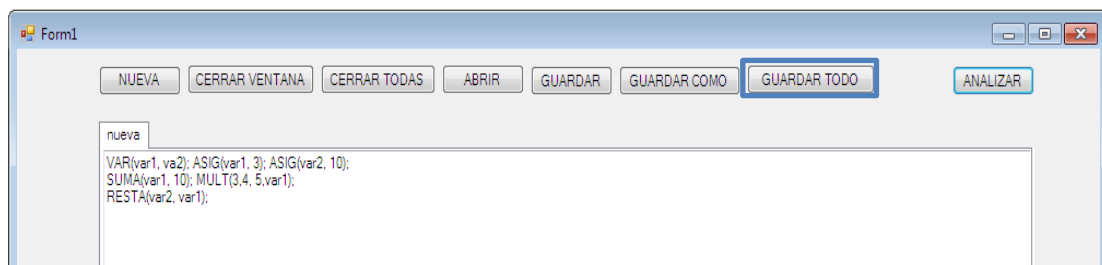 Form1
NUEVA CERRAR VENTANA CERRAR TODAS ABRIR GUARDAR GUARDAR COMO GUARDAR TODO ANALIZAR
nueva
VAR(var1, va2); ASIG(var1, 3); ASIG(var2, 10);
SUMA(var1, 10); MULT(3,4, 5,var1);
RESTA(var2, var1);